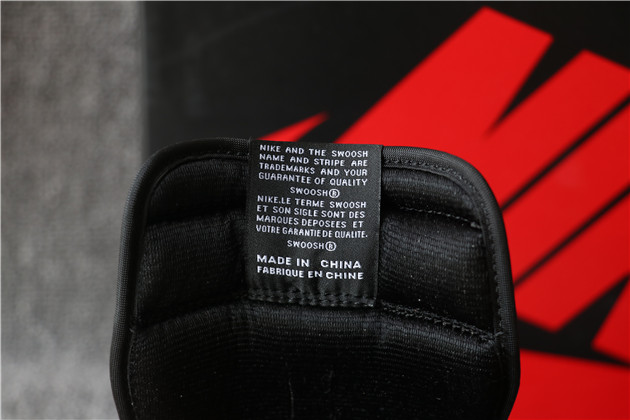 NIKE AND THE SWOOSH
NAME AND STRIPE ARE
TRADEMARKS AND YOUR
GUARANTEE OF QUALITY
SWOOSH®
NIKE.LE TERME SWOOSH
ET SON SIGLE SONT DES
MARQUES DEPOSEES ET
VOTRE GARANTIE DE QUALITE.
SWOOSH®
MADE IN CHINA
FABRIQUE EN CHINE